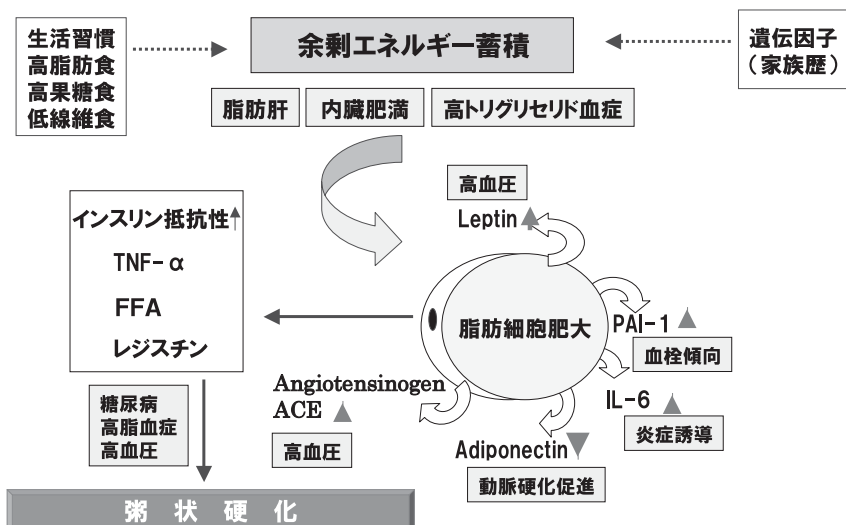 生活習慣
高脂肪食
高果糖食
低線維食
余剰エネルギー蓄積
遺伝因子
（家族歴）
脂肪肝
内臓肥満
高トリグリセリド血症
高血圧
Leptin
インスリン抵抗性↑
TNF-α
FFA
レジスチン
脂肪細胞肥大
PAI-1
血栓傾向
IL-6
炎症誘導
Angiotensinogen
ACE
高血圧
Adiponectin
動脈硬化促進
糖尿病
高脂血症
高血圧
粥状硬化